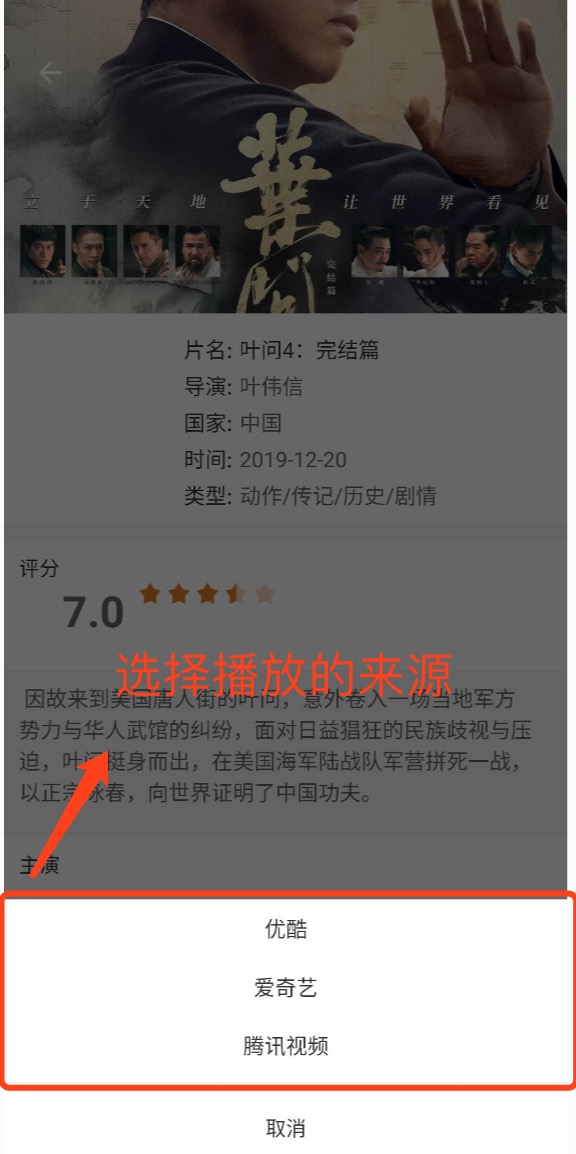 立于天地
让世界看见
葉問
完结篇
片名: 叶问4：完结篇
导演: 叶伟信
国家: 中国
时间: 2019-12-20
类型: 动作/传记/历史/剧情
评分
7.0
选择播放的来源
因故来到美国唐人街的叶问，意外卷入一场当地军方
势力与华人武馆的纠纷，面对日益猖狂的民族歧视与压
迫，叶问挺身而出，在美国海军陆战队军营拼死一战，
以正宗咏春，向世界证明了中国功夫。
主演
优酷
爱奇艺
腾讯视频
取消